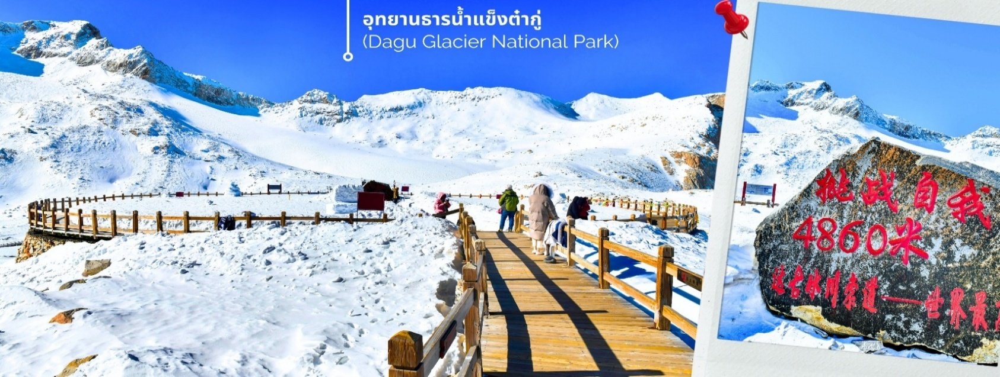 อุทยานธารน้ำแข็งต๋ากู่
(Dagu Glacier National Park)
挑战自我
4860米
达古冰川索道——世界最